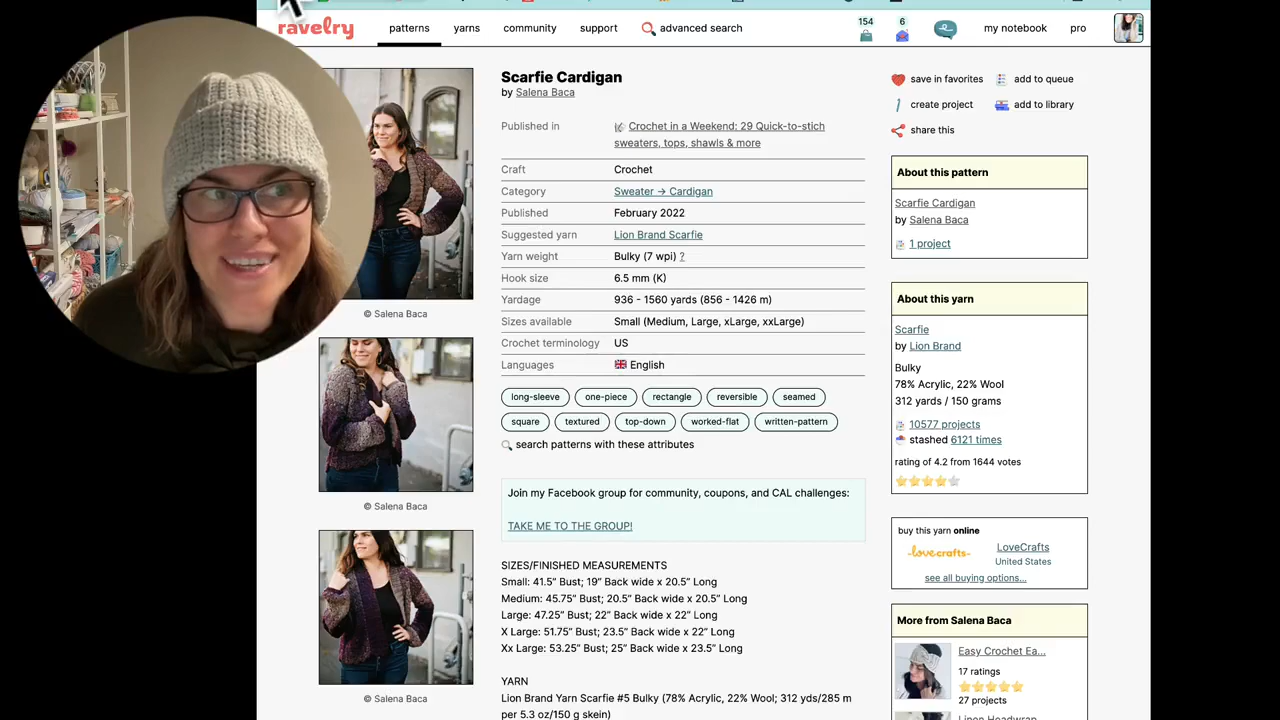 ravelry
patterns
yarns
community
support
advanced search
154
6
my notebook
pro
© Salena Baca
© Salena Baca
© Salena Baca
Scarfie Cardigan
by Salena Baca
Published in Crochet in a Weekend: 29 Quick-to-stich
sweaters, tops, shawls & more
Craft Crochet
Category Sweater → Cardigan
Published February 2022
Suggested yarn Lion Brand Scarfie
Yarn weight Bulky (7 wpi) ?
Hook size 6.5 mm (K)
Yardage 936 - 1560 yards (856 - 1426 m)
Sizes available Small (Medium, Large, xLarge, xxLarge)
Crochet terminology US
Languages English
long-sleeve one-piece rectangle reversible seamed
square textured top-down worked-flat written-pattern
search patterns with these attributes
Join my Facebook group for community, coupons, and CAL challenges:
TAKE ME TO THE GROUP!
SIZES/FINISHED MEASUREMENTS
Small: 41.5” Bust; 19” Back wide x 20.5” Long
Medium: 45.75” Bust; 20.5” Back wide x 20.5” Long
Large: 47.25” Bust; 22” Back wide x 22” Long
X Large: 51.75” Bust; 23.5” Back wide x 22” Long
Xx Large: 53.25” Bust; 25” Back wide x 23.5” Long
YARN
Lion Brand Yarn Scarfie #5 Bulky (78% Acrylic, 22% Wool; 312 yds/285 m
per 5.3 oz/150 g skein)
save in favorites
add to queue
create project
add to library
share this
About this pattern
Scarfie Cardigan
by Salena Baca
1 project
About this yarn
Scarfie
by Lion Brand
Bulky
78% Acrylic, 22% Wool
312 yards / 150 grams
10577 projects
stashed 6121 times
rating of 4.2 from 1644 votes
buy this yarn online
lovecrafts
LoveCrafts
United States
see all buying options...
More from Salena Baca
Easy Crochet Ea...
17 ratings
27 projects
Linen Headwrap